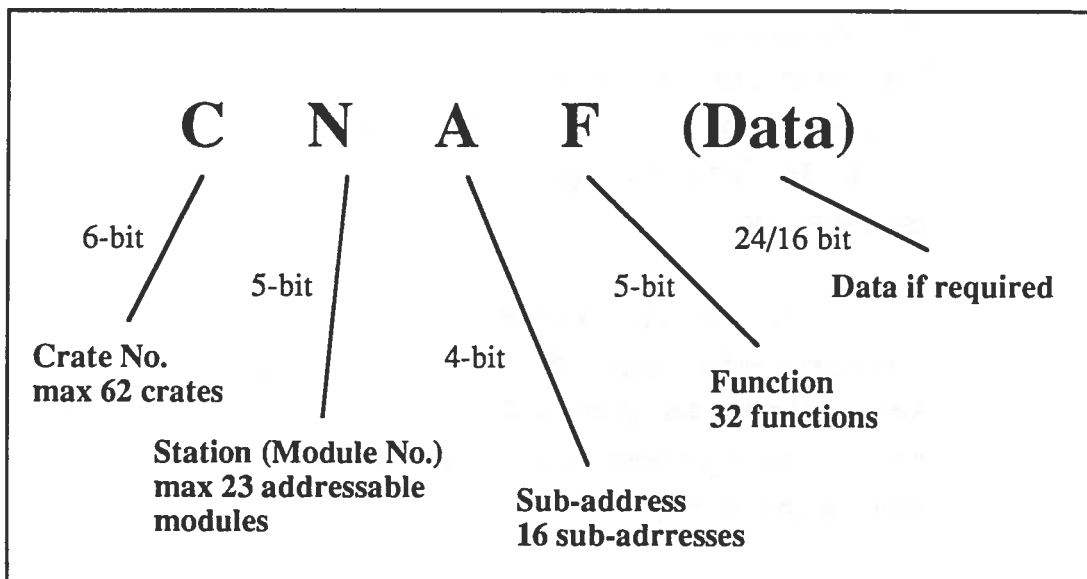 C N A F (Data)
6-bit
5-bit
4-bit
5-bit
24/16 bit
Data if required
Crate No.
max 62 crates
Function
32 functions
Station (Module No.)
max 23 addressable
modules
Sub-address
16 sub-adrresses